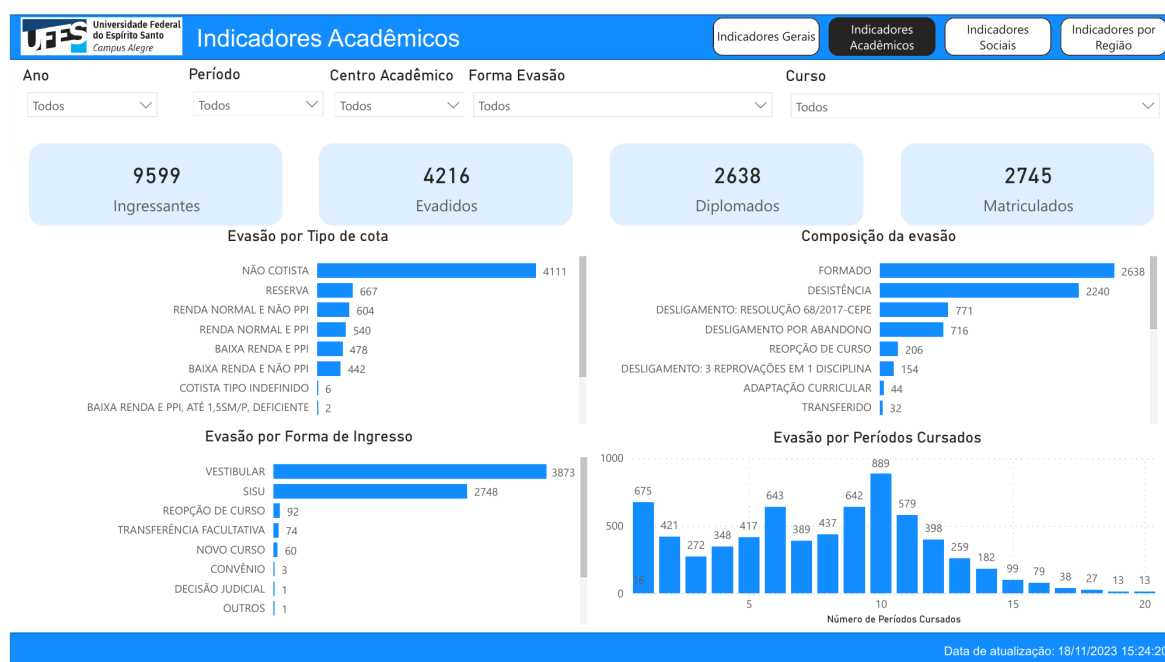 UFES
Universidade Federal
do Espírito Santo
Campus Alegre
Indicadores Acadêmicos
Indicadores Gerais
Indicadores
Acadêmicos
Indicadores
Sociais
Indicadores por
Região
Ano
Período
Centro Acadêmico
Forma Evasão
Curso
Todos
Todos
Todos
Todos
Todos
9599
Ingressantes
4216
Evadidos
2638
Diplomados
2745
Matriculados
Evasão por Tipo de cota
NÃO COTISTA 4111
RESERVA 667
RENDA NORMAL E NÃO PPI 604
RENDA NORMAL E PPI 540
BAIXA RENDA E PPI 478
BAIXA RENDA E NÃO PPI 442
COTISTA TIPO INDEFINIDO 6
BAIXA RENDA E PPI, ATÉ 1,5SM/P, DEFICIENTE 2
Composição da evasão
FORMADO 2638
DESISTÊNCIA 2240
DESLIGAMENTO: RESOLUÇÃO 68/2017-CEPE 771
DESLIGAMENTO POR ABANDONO 716
REOPÇÃO DE CURSO 206
DESLIGAMENTO: 3 REPROVAÇÕES EM 1 DISCIPLINA 154
ADAPTAÇÃO CURRICULAR 44
TRANSFERIDO 32
Evasão por Forma de Ingresso
VESTIBULAR 3873
SISU 2748
REOPÇÃO DE CURSO 92
TRANSFERÊNCIA FACULTATIVA 74
NOVO CURSO 60
CONVÊNIO 3
DECISÃO JUDICIAL 1
OUTROS 1
Evasão por Períodos Cursados
1000
500
0
16 675 421 272 348 417 643 389 437 642 889 579 398 259 182 99 79 38 27 13 13
5 10 15 20
Número de Períodos Cursados
Data de atualização: 18/11/2023 15:24:20